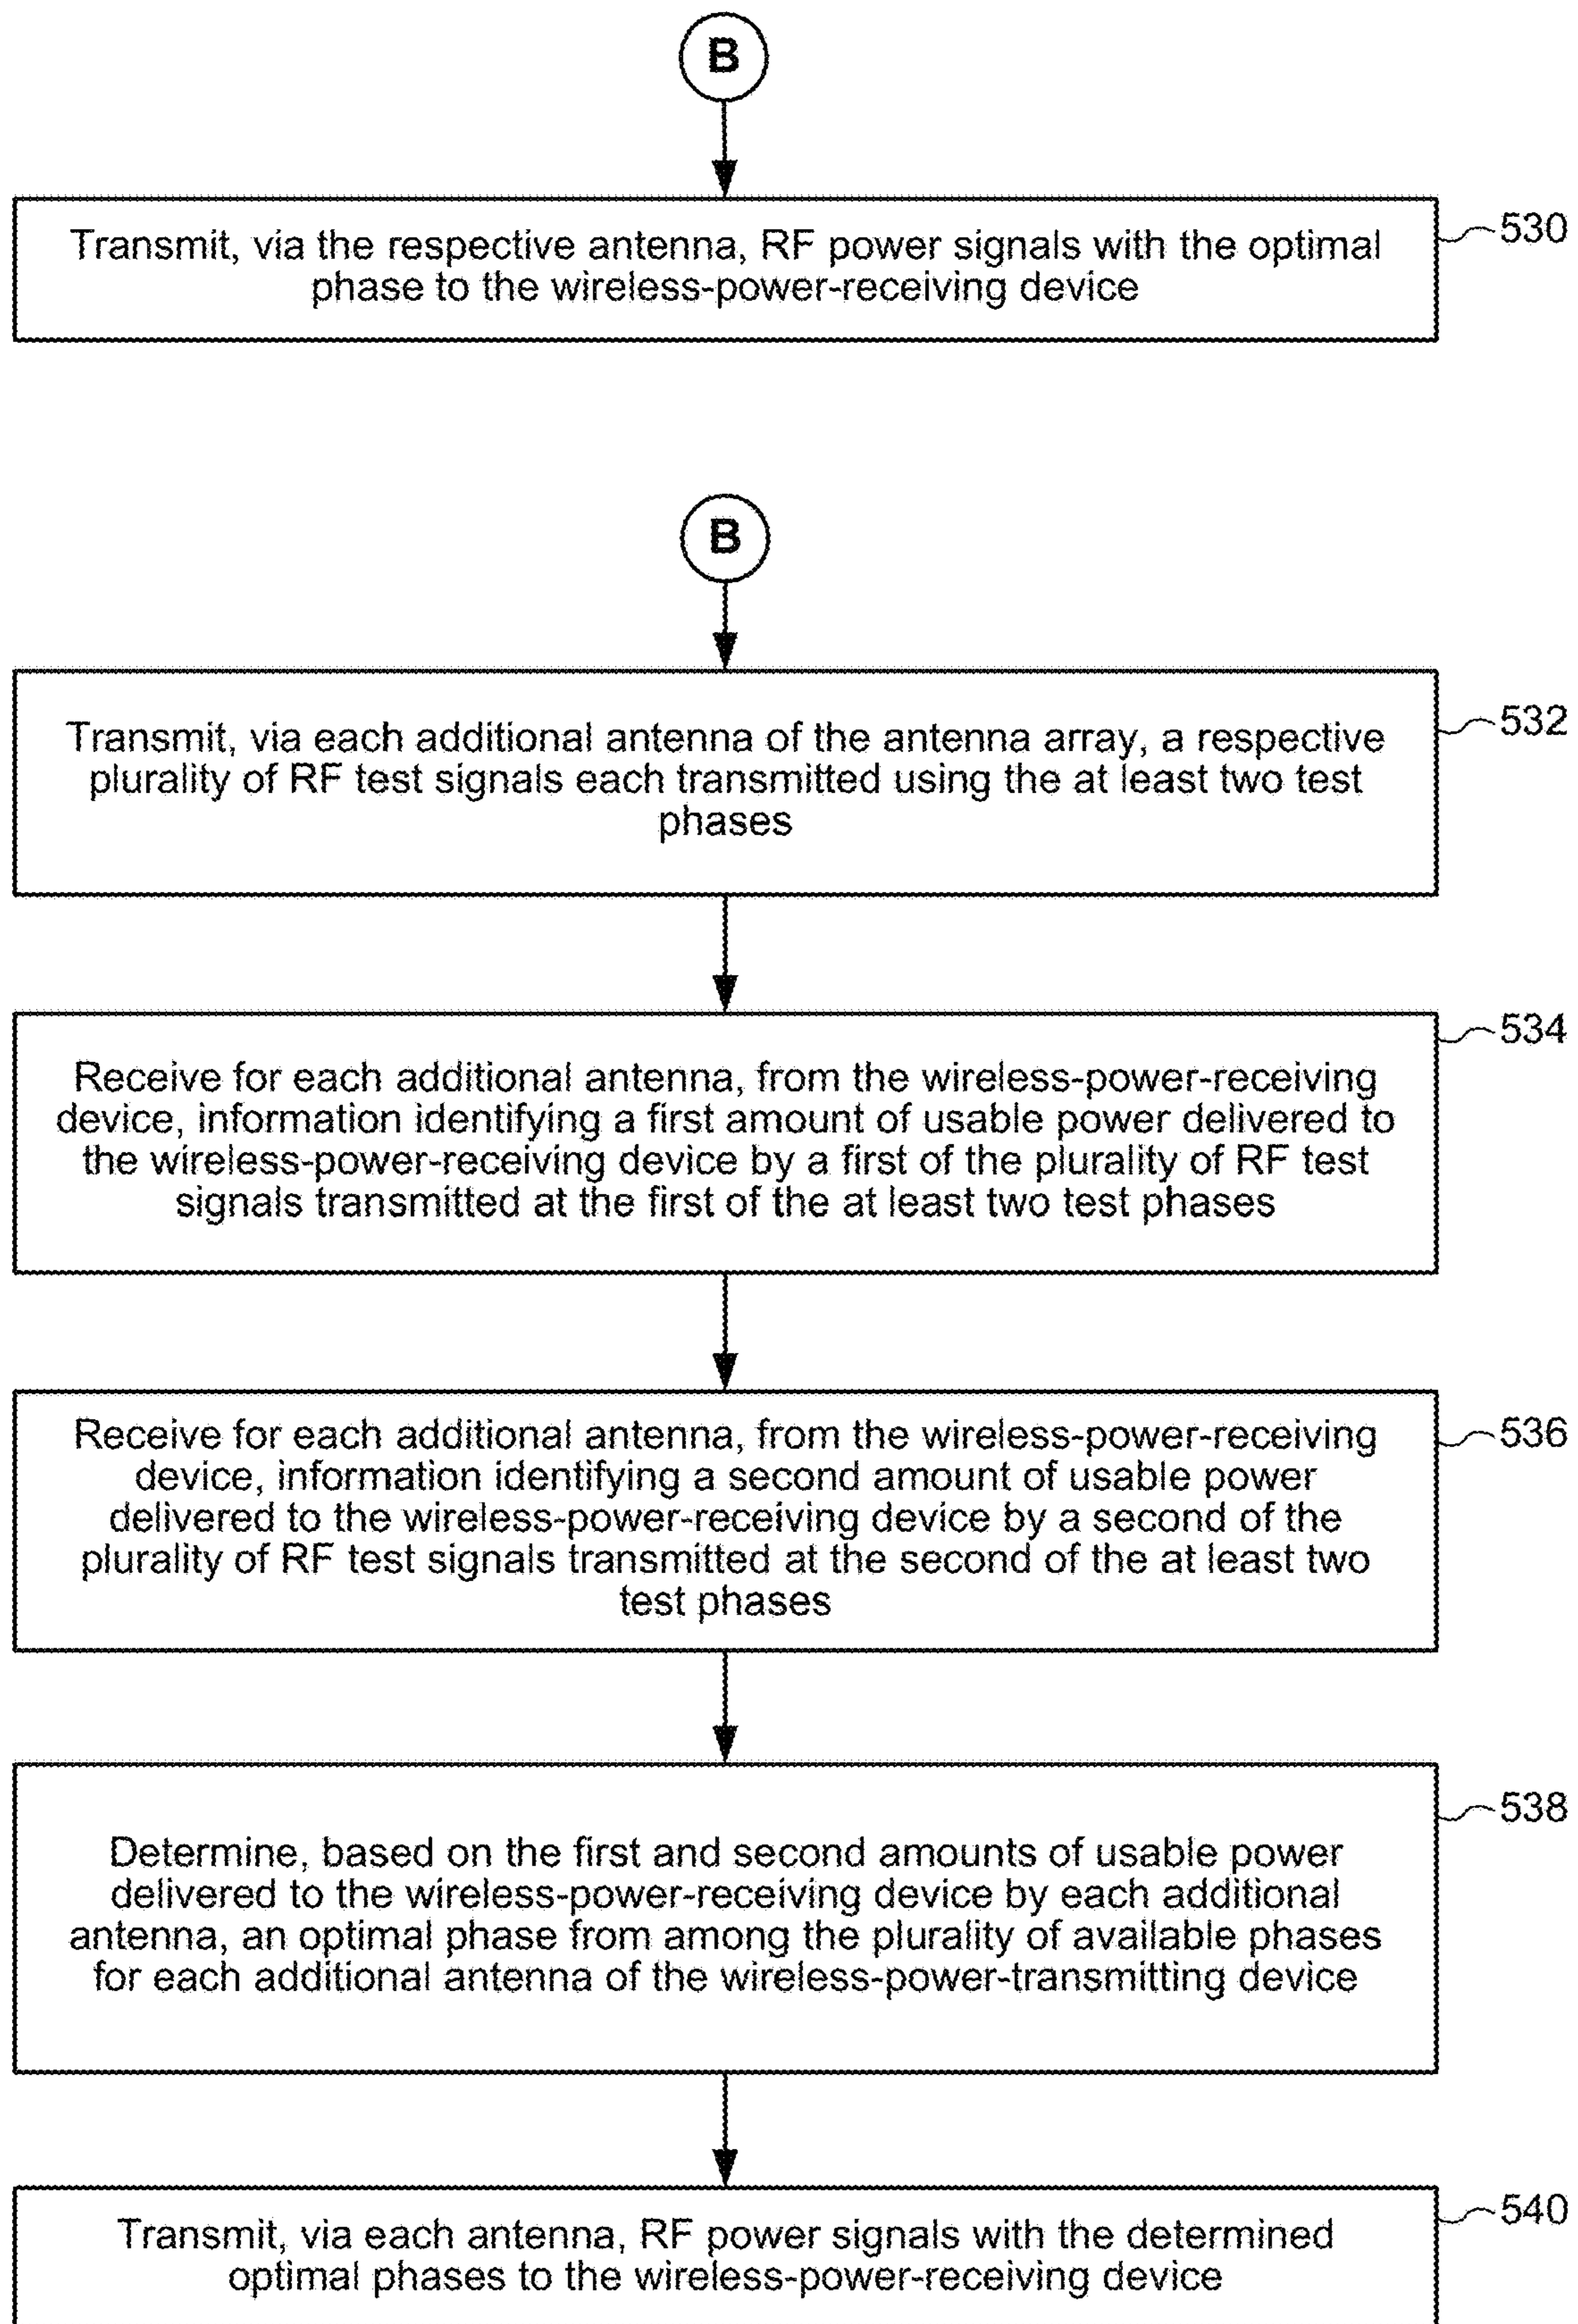 B
Transmit, via the respective antenna, RF power signals with the optimal
phase to the wireless-power-receiving device
530
B
Transmit, via each additional antenna of the antenna array, a respective
plurality of RF test signals each transmitted using the at least two test
phases
532
Receive for each additional antenna, from the wireless-power-receiving
device, information identifying a first amount of usable power delivered to
the wireless-power-receiving device by a first of the plurality of RF test
signals transmitted at the first of the at least two test phases
534
Receive for each additional antenna, from the wireless-power-receiving
device, information identifying a second amount of usable power
delivered to the wireless-power-receiving device by a second of the
plurality of RF test signals transmitted at the second of the at least two
test phases
536
Determine, based on the first and second amounts of usable power
delivered to the wireless-power-receiving device by each additional
antenna, an optimal phase from among the plurality of available phases
for each additional antenna of the wireless-power-transmitting device
538
Transmit, via each antenna, RF power signals with the determined
optimal phases to the wireless-power-receiving device
540